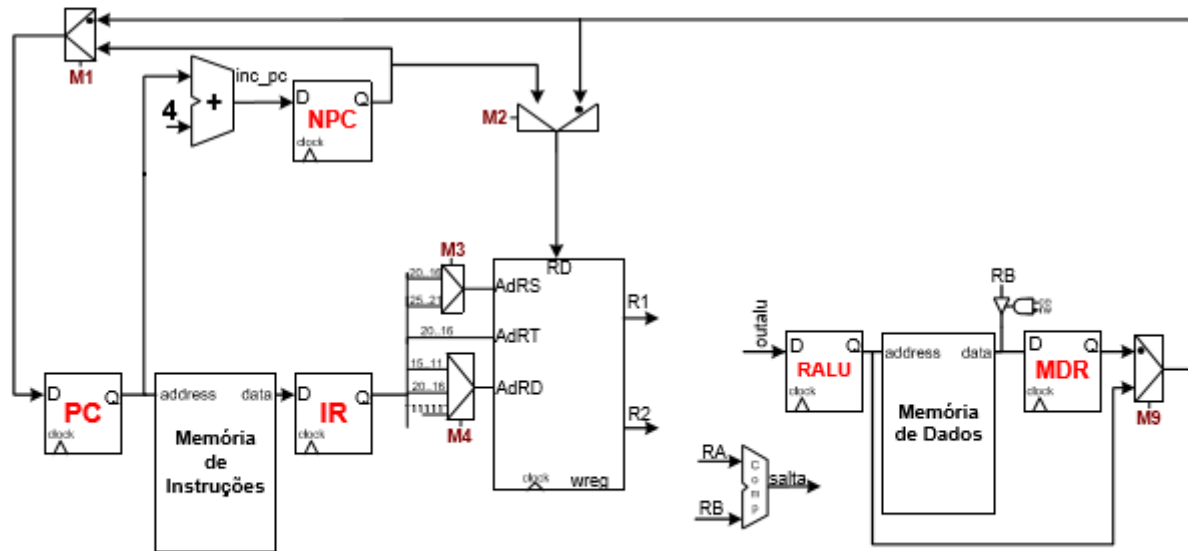 M1
inc_pc
4
+
D Q
NPC
clock
M2
M3
20..16
25..21
20..16
15..11
20..16
RD
AdRS
AdRT
AdRD
M4
R1
R2
clock
wreg
D Q
PC
clock
address data
Memória
de
Instruções
D Q
IR
clock
outalu
D Q
RALU
clock
address data
Memória
de Dados
RB
D Q
MDR
clock
M9
RA
RB
Comp
salta